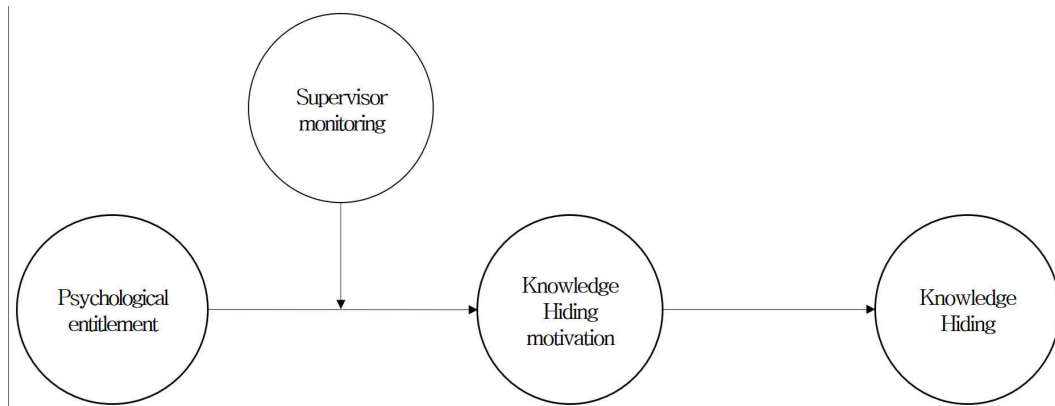 Supervisor
monitoring
Psychological
entitlement
Knowledge
Hiding
motivation
Knowledge
Hiding